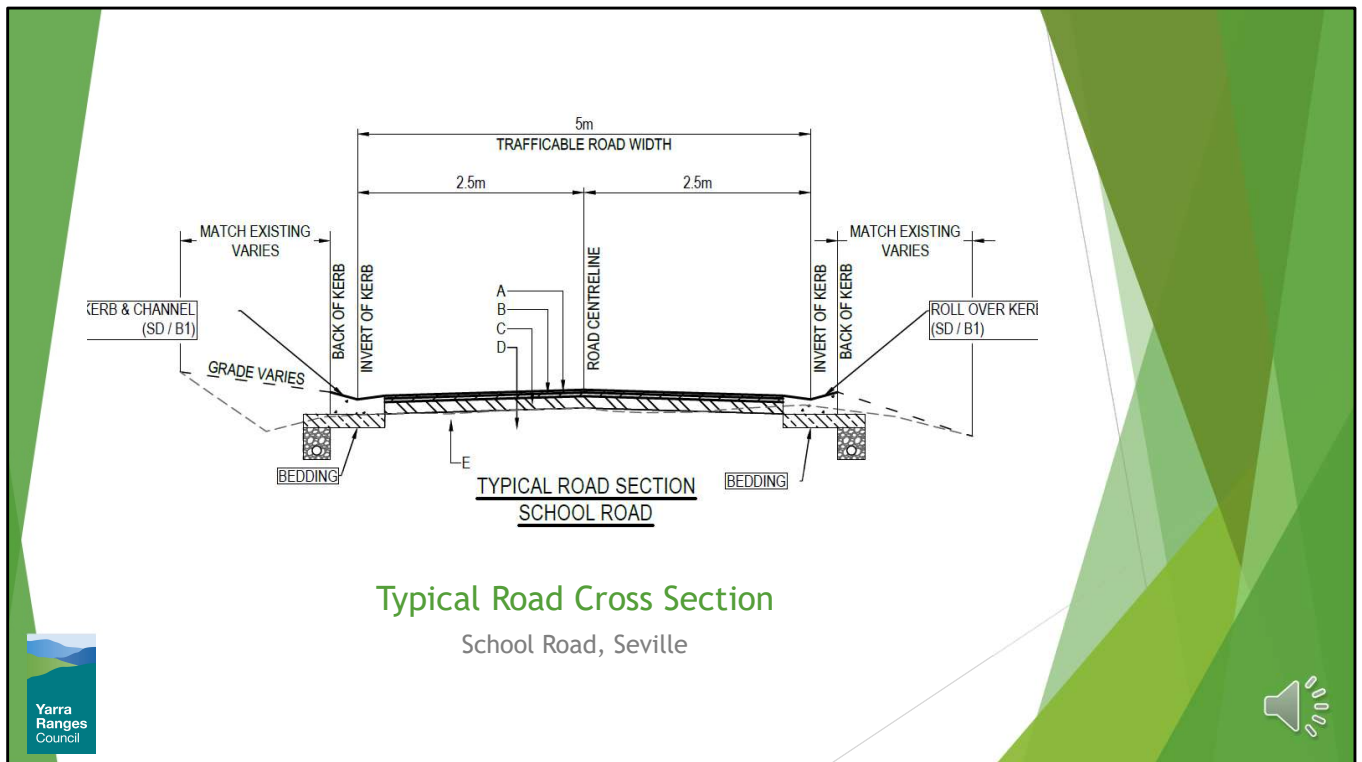 5m
TRAFFICABLE ROAD WIDTH
2.5m
2.5m
MATCH EXISTING
VARIES
BACK OF KERB
INVERT OF KERB
ROAD CENTRELINE
INVERT OF KERB
BACK OF KERB
MATCH EXISTING
VARIES
A
B
C
D
KERB & CHANNEL
(SD / B1)
ROLL OVER KERB
(SD / B1)
GRADE VARIES
E
BEDDING
BEDDING
TYPICAL ROAD SECTION
SCHOOL ROAD
Typical Road Cross Section
School Road, Seville
Yarra
Ranges
Council